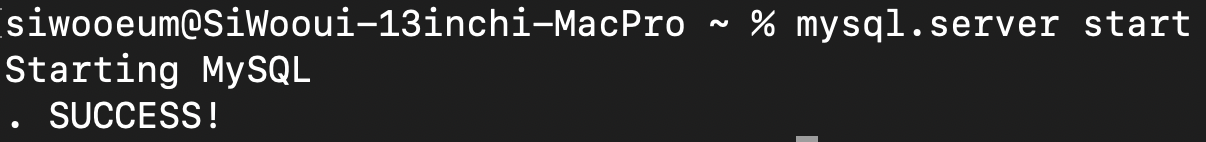 [siwooeum@SiWooui-13inchi-MacPro ~ % mysql.server start
Starting MySQL
. SUCCESS!